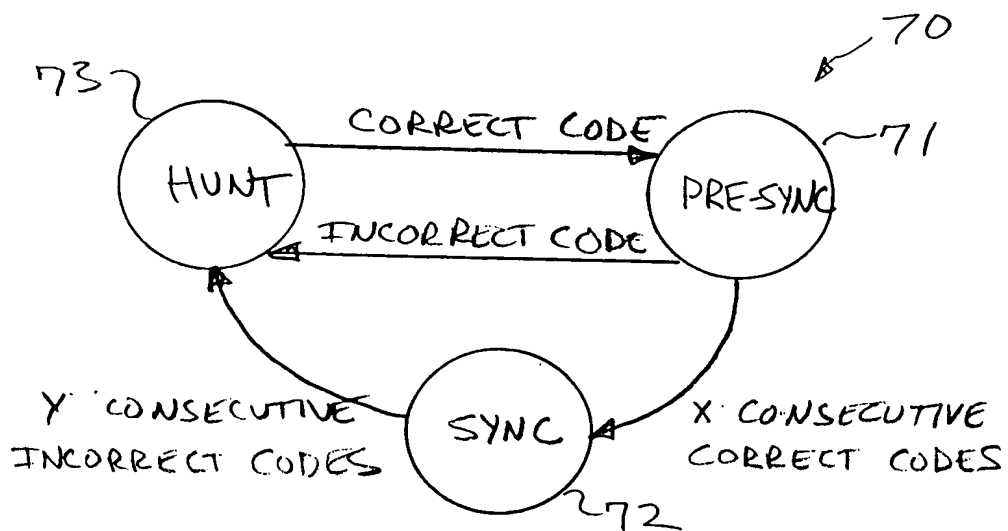 70
73
CORRECT CODE
71
HUNT
PRE-SYNC
INCORRECT CODE
Y CONSECUTIVE
INCORRECT CODES
SYNC
X CONSECUTIVE
CORRECT CODES
72